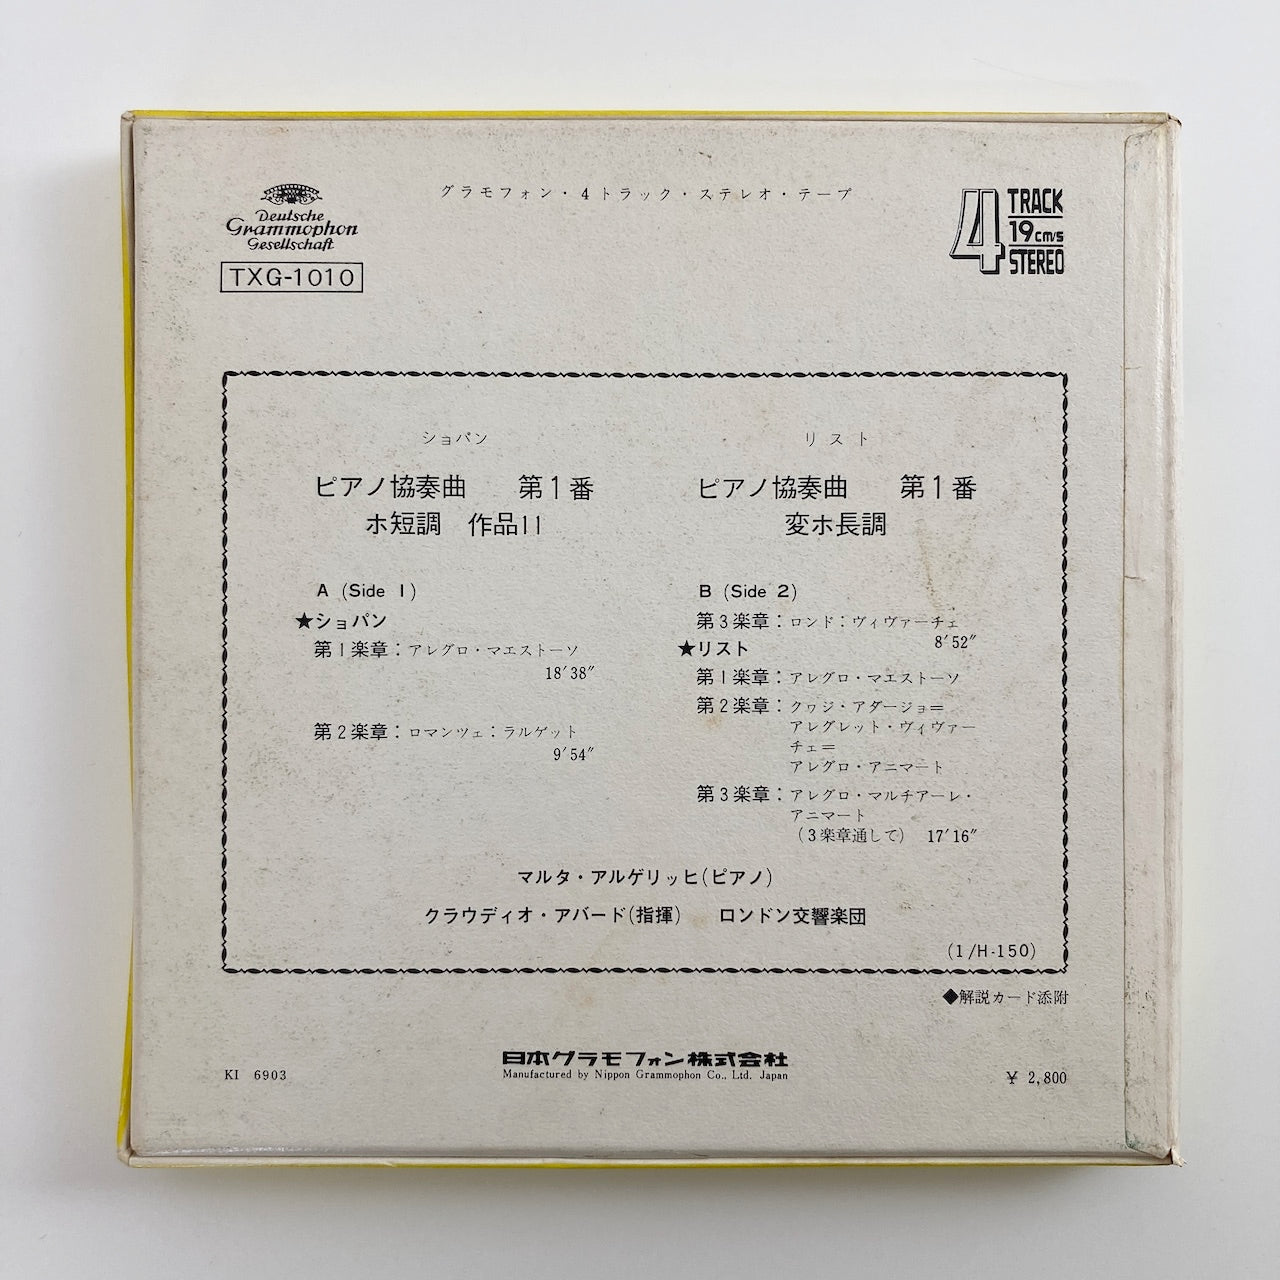 グラモフォン・4トラック・ステレオ・テープ
Deutsche
Grammophon
Gesellschaft
TXG-1010
4 TRACK
19cm/s
STEREO
ショパン
ピアノ協奏曲　第1番
ホ短調　作品11
A (Side 1)
★ショパン
第1楽章：アレグロ・マエストーソ
18′38″
第2楽章：ロマンツェ：ラルゲット
9′54″
リスト
ピアノ協奏曲　第1番
変ホ長調
B (Side 2)
第3楽章：ロンド：ヴィヴァーチェ
8′52″
★リスト
第1楽章：アレグロ・マエストーソ
第2楽章：クヮジ・アダージョ＝
アレグレット・ヴィヴァー
チェ＝
アレグロ・アニマート
第3楽章：アレグロ・マルチアーレ・
アニマート
（3楽章通して）　17′16″
マルタ・アルゲリッヒ(ピアノ)
クラウディオ・アバード(指揮)　ロンドン交響楽団
(1/H-150)
◆解説カード添附
日本グラモフォン株式会社
KI 6903
Manufactured by Nippon Grammophon Co., Ltd. Japan
¥ 2,800